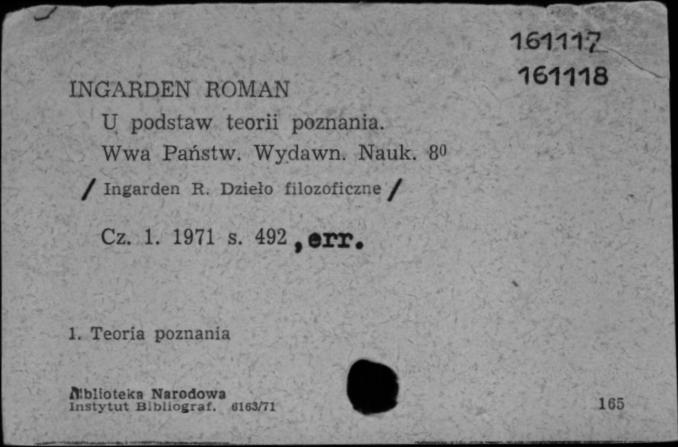 161117
161118
INGARDEN ROMAN
U podstaw teorii poznania.
Wwa Państw. Wydawn. Nauk. 8⁰
/ Ingarden R. Dzieło filozoficzne /
Cz. 1. 1971 s. 492, err.
1. Teoria poznania
Biblioteka Narodowa
Instytut Bibliograf. 6163/71
165